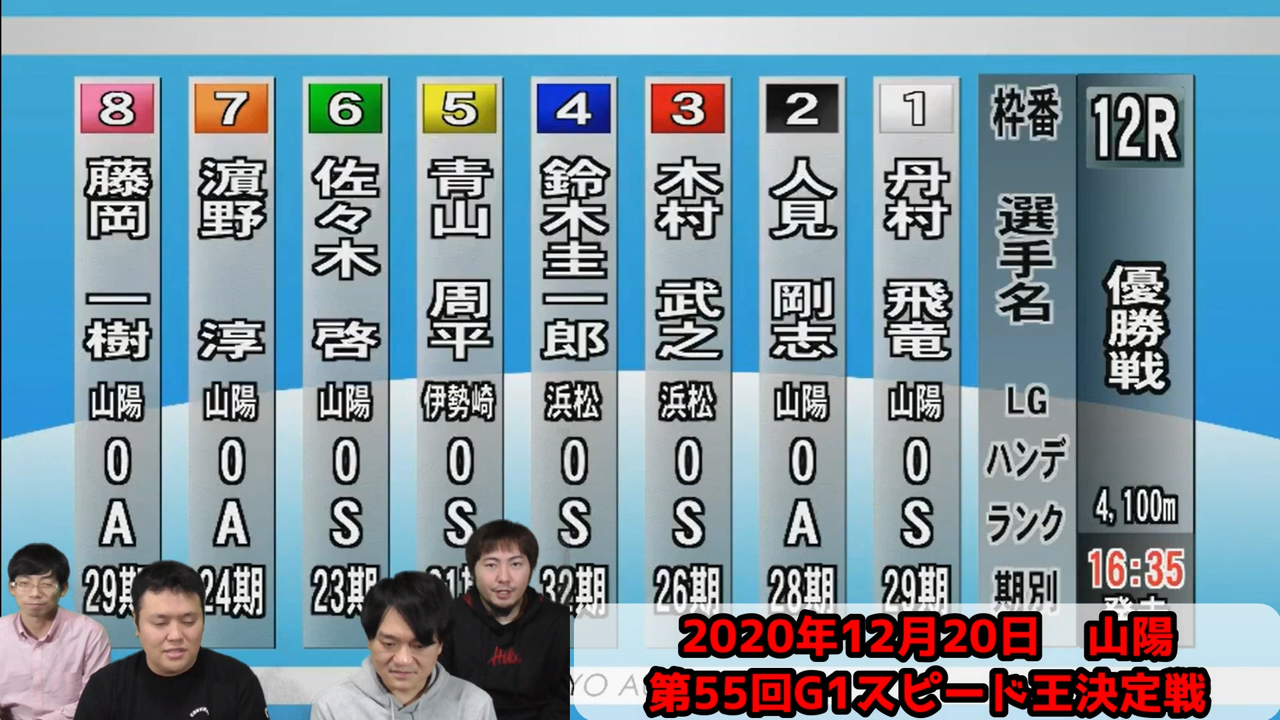 12R
優勝戦
4,100m
16:35
枠番
選手名
LG
ハンデ
ランク
期別
1
丹村 飛竜
山陽
0
S
29期
2
人見 剛志
山陽
0
A
28期
3
木村 武之
浜松
0
S
26期
4
鈴木圭一郎
浜松
0
S
32期
5
青山 周平
伊勢崎
0
S
6
佐々木 啓
山陽
0
S
23期
7
濵野 淳
山陽
0
A
24期
8
藤岡 一樹
山陽
0
A
29期
2020年12月20日 山陽
第55回G1スピード王決定戦